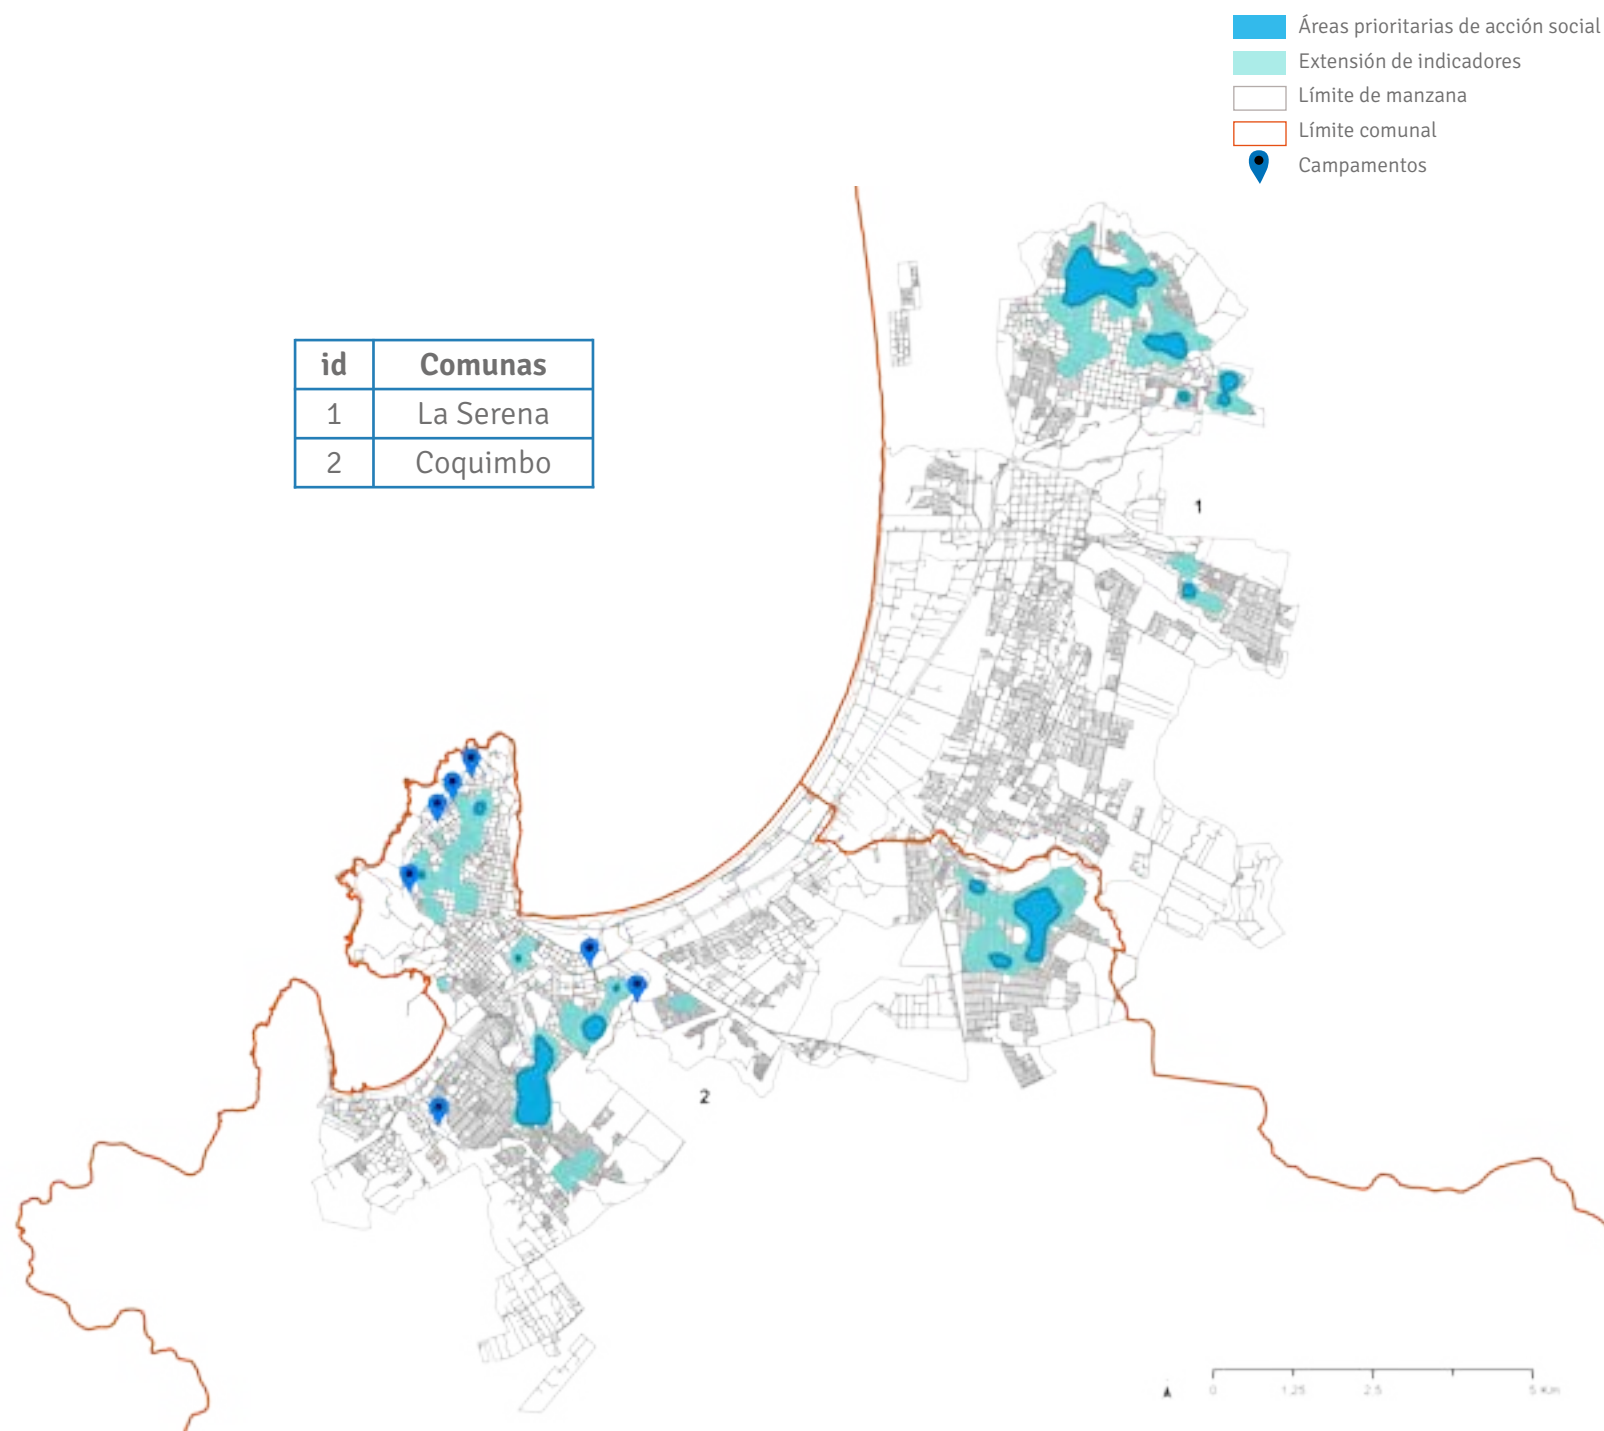 Áreas prioritarias de acción social
Extensión de indicadores
Límite de manzana
Límite comunal
Campamentos
id Comunas
1 La Serena
2 Coquimbo
1
2
0 1.25 2.5 5 Km